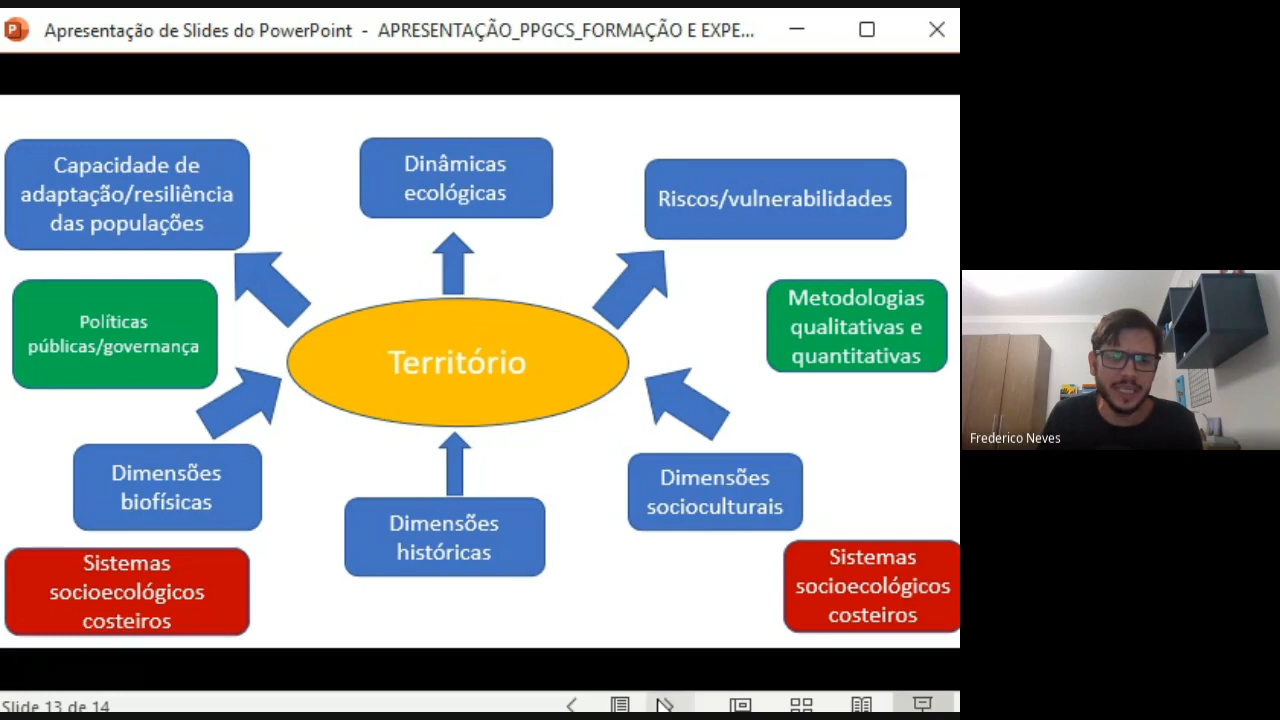 Apresentação de Slides do PowerPoint - APRESENTAÇÃO_PPGCS_FORMAÇÃO E EXPE...
Capacidade de
adaptação/resiliência
das populações
Dinâmicas
ecológicas
Riscos/vulnerabilidades
Políticas
públicas/governança
Território
Metodologias
qualitativas e
quantitativas
Dimensões
biofísicas
Dimensões
históricas
Dimensões
socioculturais
Sistemas
socioecológicos
costeiros
Sistemas
socioecológicos
costeiros
Frederico Neves
Slide 13 de 14